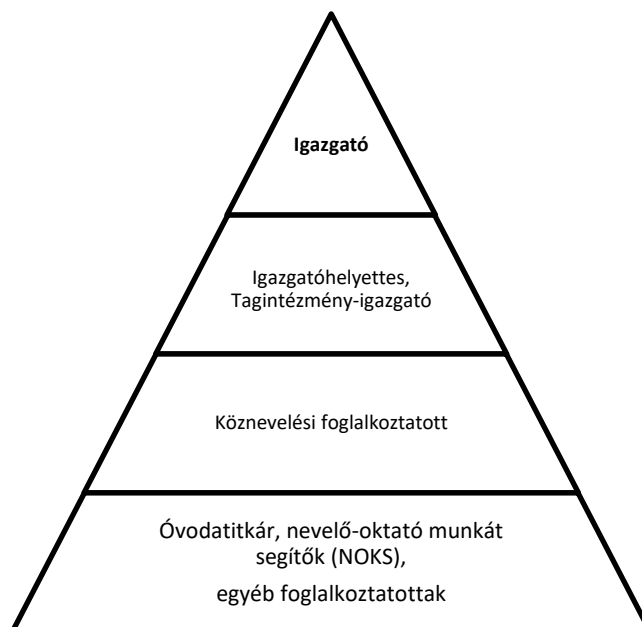 Igazgató
Igazgatóhelyettes,
Tagintézmény-igazgató
Köznevelési foglalkoztatott
Óvodatitkár, nevelő-oktató munkát
segítők (NOKS),
egyéb foglalkoztatottak